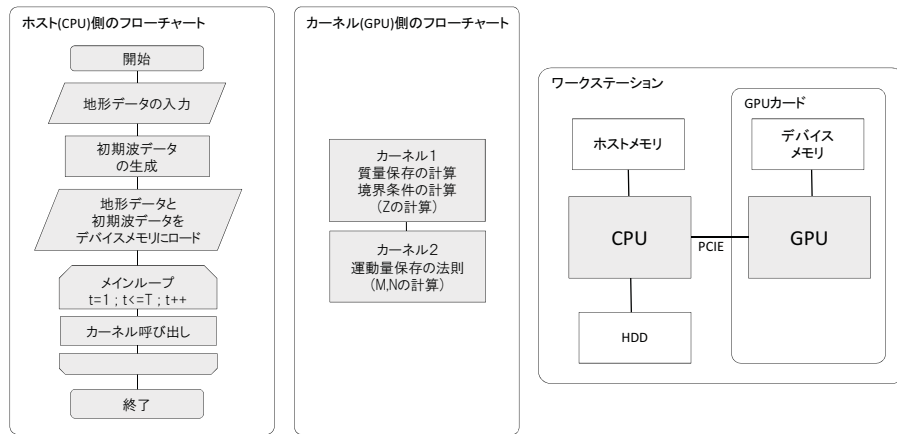 ホスト(CPU)側のフローチャート
開始
地形データの入力
初期波データ
の生成
地形データと
初期波データを
デバイスメモリにロード
メインループ
t=1 ; t<=T ; t++
カーネル呼び出し
終了
カーネル(GPU)側のフローチャート
カーネル1
質量保存の計算
境界条件の計算
(Zの計算)
カーネル2
運動量保存の法則
(M,Nの計算)
ワークステーション
GPUカード
ホストメモリ
デバイス
メモリ
CPU
PCIE
GPU
HDD